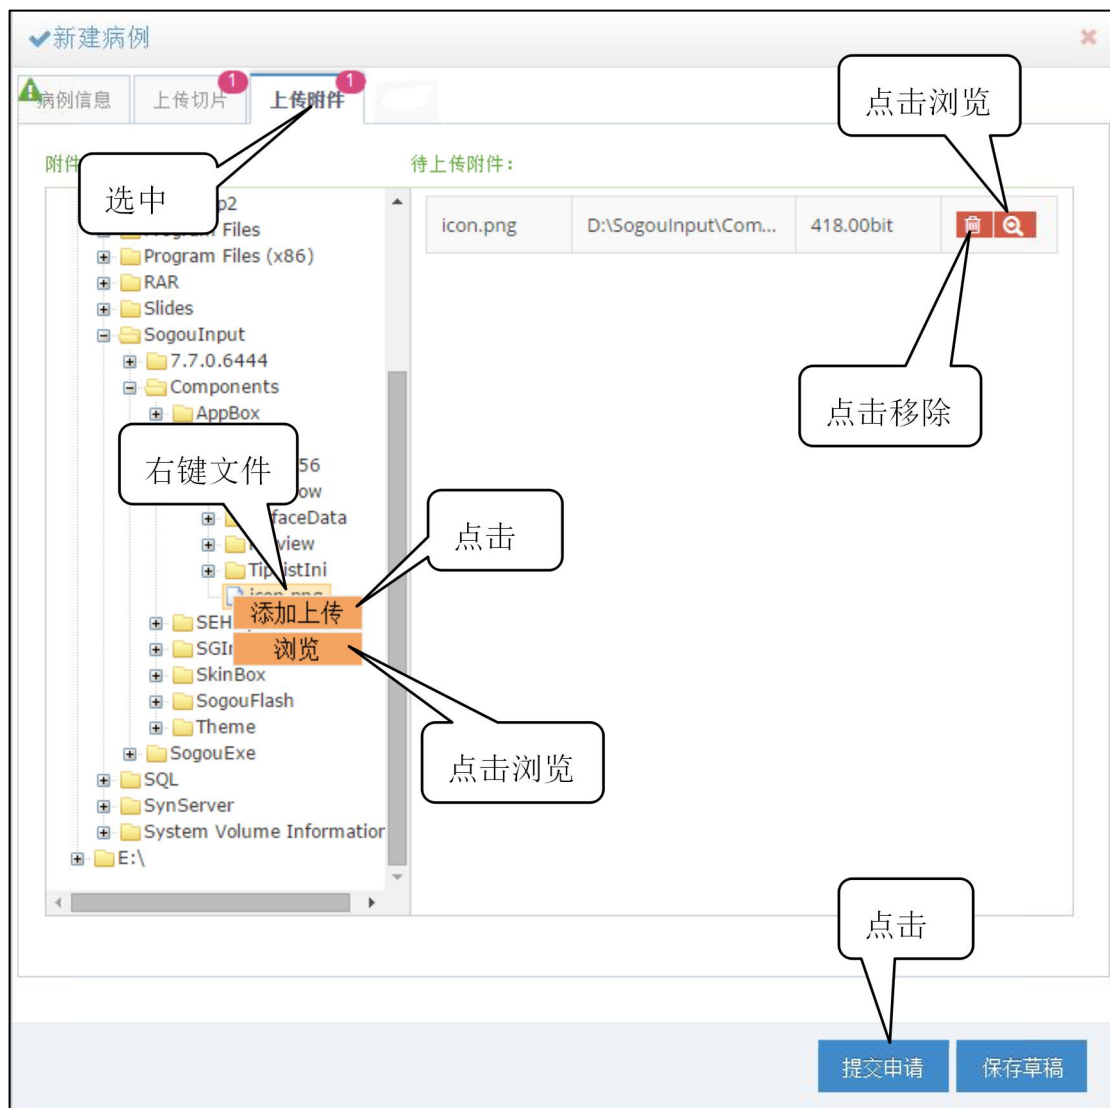 新建病例
病例信息
上传切片
1
上传附件
1
点击浏览
附件
待上传附件：
选中
p2
Program Files
Program Files (x86)
RAR
Slides
SogouInput
7.7.0.6444
Components
AppBox
icon.png
D:\SogouInput\Com...
418.00bit
点击移除
右键文件
56
ow
faceData
view
istIni
icon.png
添加上传
浏览
点击
SEH
SGI
SkinBox
SogouFlash
Theme
SogouExe
点击浏览
SQL
SynServer
System Volume Information
E:\
点击
提交申请
保存草稿